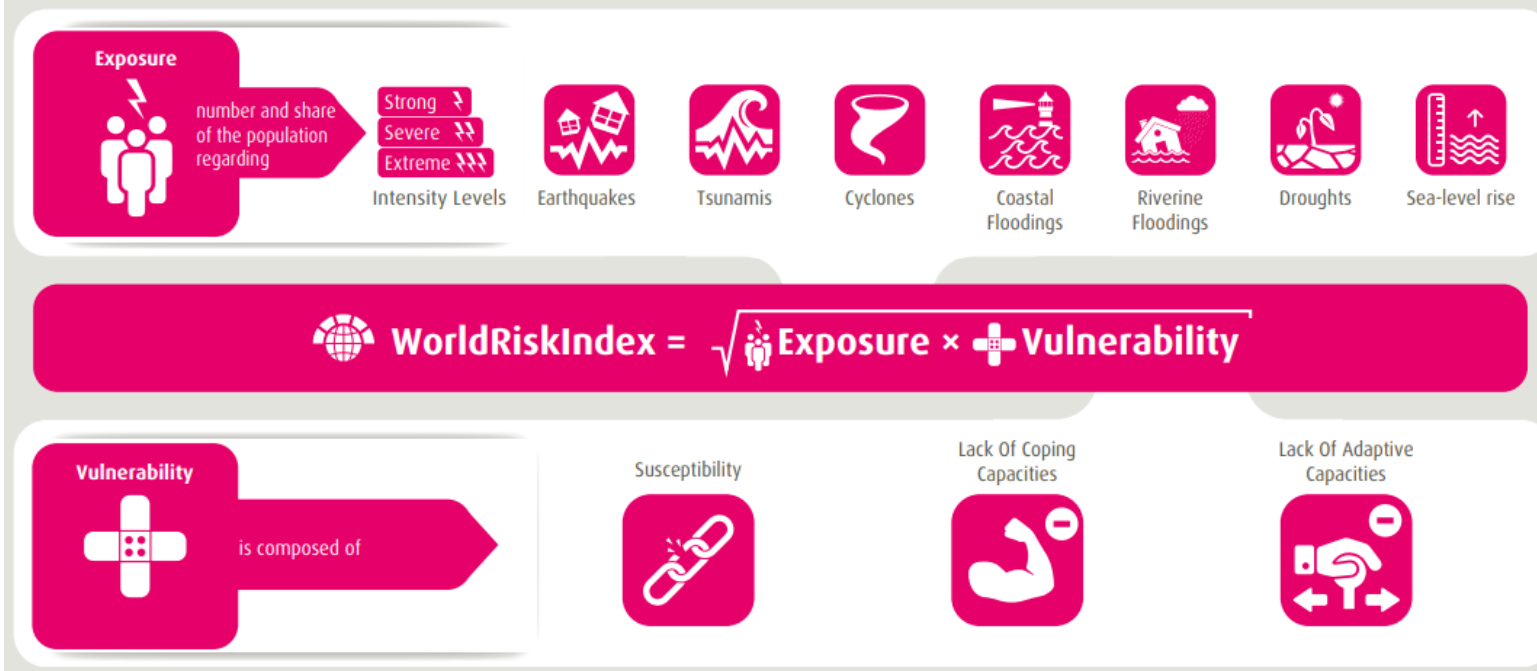 Exposure
number and share
of the population
regarding
Strong
Severe
Extreme
Intensity Levels
Earthquakes
Tsunamis
Cyclones
Coastal
Floodings
Riverine
Floodings
Droughts
Sea-level rise
WorldRiskIndex = √ Exposure × Vulnerability
Vulnerability
is composed of
Susceptibility
Lack Of Coping
Capacities
Lack Of Adaptive
Capacities